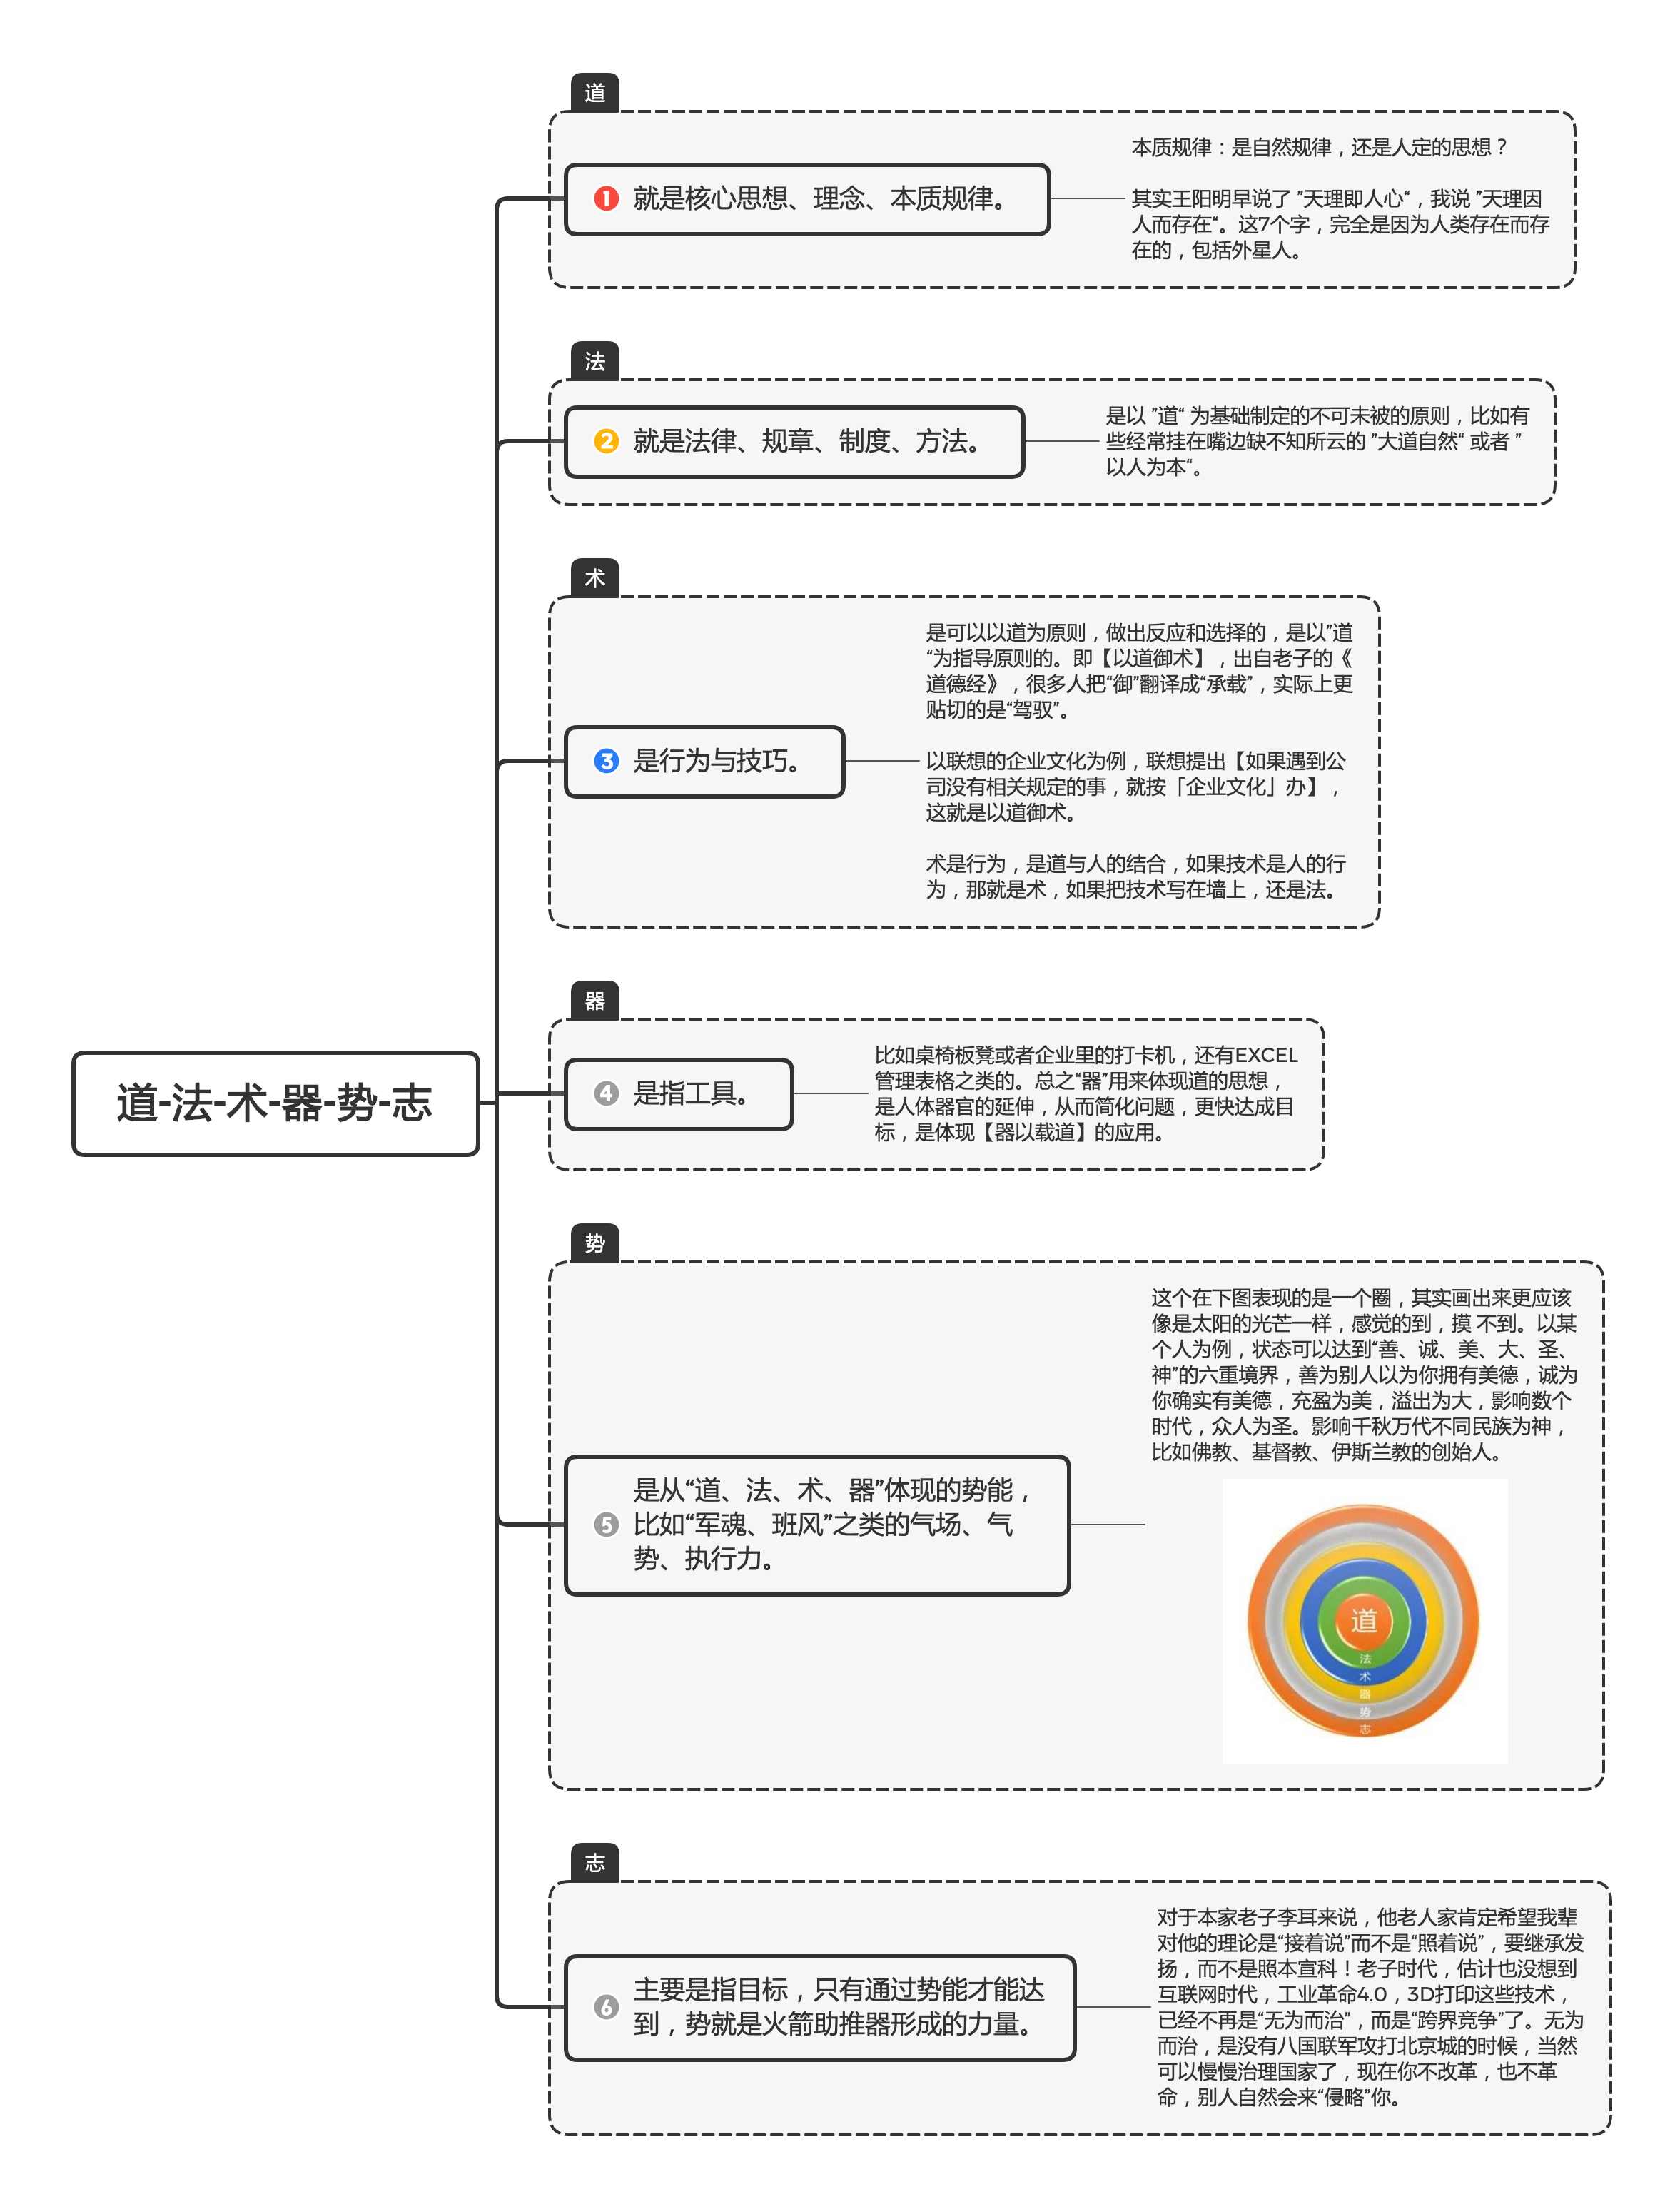 道-法-术-器-势-志
道
1 就是核心思想、理念、本质规律。
本质规律：是自然规律，还是人定的思想？
其实王阳明早说了 ”天理即人心“，我说 ”天理因
人而存在“。这7个字，完全是因为人类存在而存
在的，包括外星人。
法
2 就是法律、规章、制度、方法。
是以 ”道“ 为基础制定的不可未被的原则，比如有
些经常挂在嘴边缺不知所云的 ”大道自然“ 或者 ”
以人为本“。
术
3 是行为与技巧。
是可以以道为原则，做出反应和选择的，是以”道
“为指导原则的。即【以道御术】，出自老子的《
道德经》，很多人把“御”翻译成“承载”，实际上更
贴切的是“驾驭”。
以联想的企业文化为例，联想提出【如果遇到公
司没有相关规定的事，就按「企业文化」办】，
这就是以道御术。
术是行为，是道与人的结合，如果技术是人的行
为，那就是术，如果把技术写在墙上，还是法。
器
4 是指工具。
比如桌椅板凳或者企业里的打卡机，还有EXCEL
管理表格之类的。总之“器”用来体现道的思想，
是人体器官的延伸，从而简化问题，更快达成目
标，是体现【器以载道】的应用。
势
5 是从“道、法、术、器”体现的势能，
比如“军魂、班风”之类的气场、气
势、执行力。
这个在下图表现的是一个圈，其实画出来更应该
像是太阳的光芒一样，感觉的到，摸 不到。以某
个人为例，状态可以达到“善、诚、美、大、圣、
神”的六重境界，善为别人以为你拥有美德，诚为
你确实有美德，充盈为美，溢出为大，影响数个
时代，众人为圣。影响千秋万代不同民族为神，
比如佛教、基督教、伊斯兰教的创始人。
道
法
术
器
势
志
志
6 主要是指目标，只有通过势能才能达
到，势就是火箭助推器形成的力量。
对于本家老子李耳来说，他老人家肯定希望我辈
对他的理论是“接着说”而不是“照着说”，要继承发
扬，而不是照本宣科！老子时代，估计也没想到
互联网时代，工业革命4.0，3D打印这些技术，
已经不再是“无为而治”，而是“跨界竞争”了。无为
而治，是没有八国联军攻打北京城的时候，当然
可以慢慢治理国家了，现在你不改革，也不革
命，别人自然会来“侵略”你。